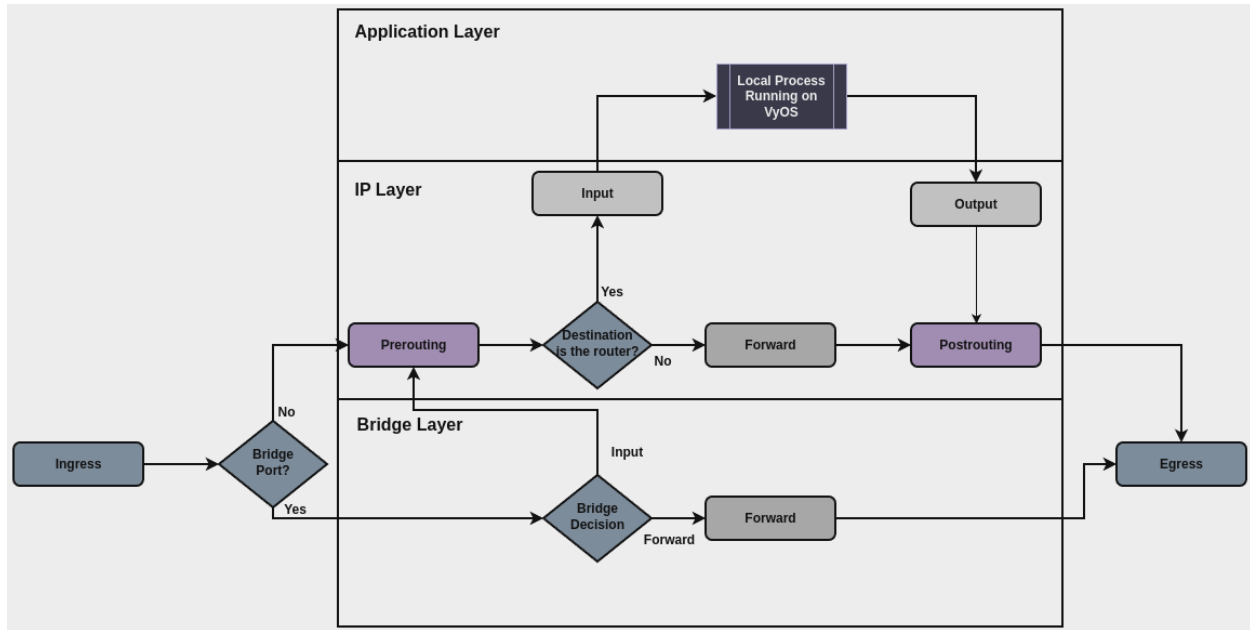 Application Layer
Local Process
Running on
VyOS
IP Layer
Input
Output
Yes
Prerouting
Destination
is the router?
No
Forward
Postrouting
No
Bridge Layer
Ingress
Bridge
Port?
Input
Egress
Yes
Bridge
Decision
Forward
Forward